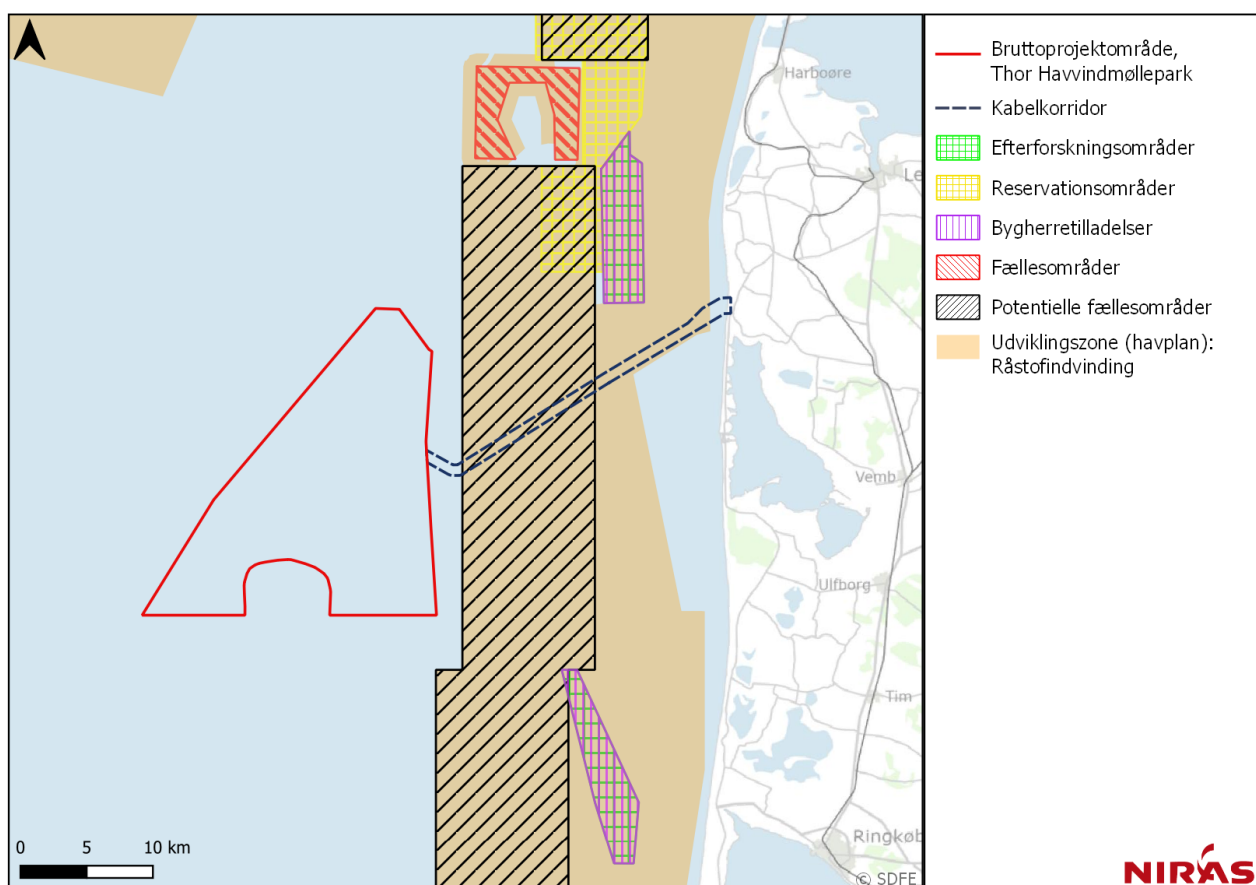 Harboøre
Le
Vemb
Ulfborg
Tim
Ringkøb
0 5 10 km
© SDFE
Bruttoprojektområde,
Thor Havvindmøllepark
Kabelkorridor
Efterforskningsområder
Reservationsområder
Bygherretilladelser
Fællesområder
Potentielle fællesområder
Udviklingszone (havplan):
Råstofindvinding
NIRAS